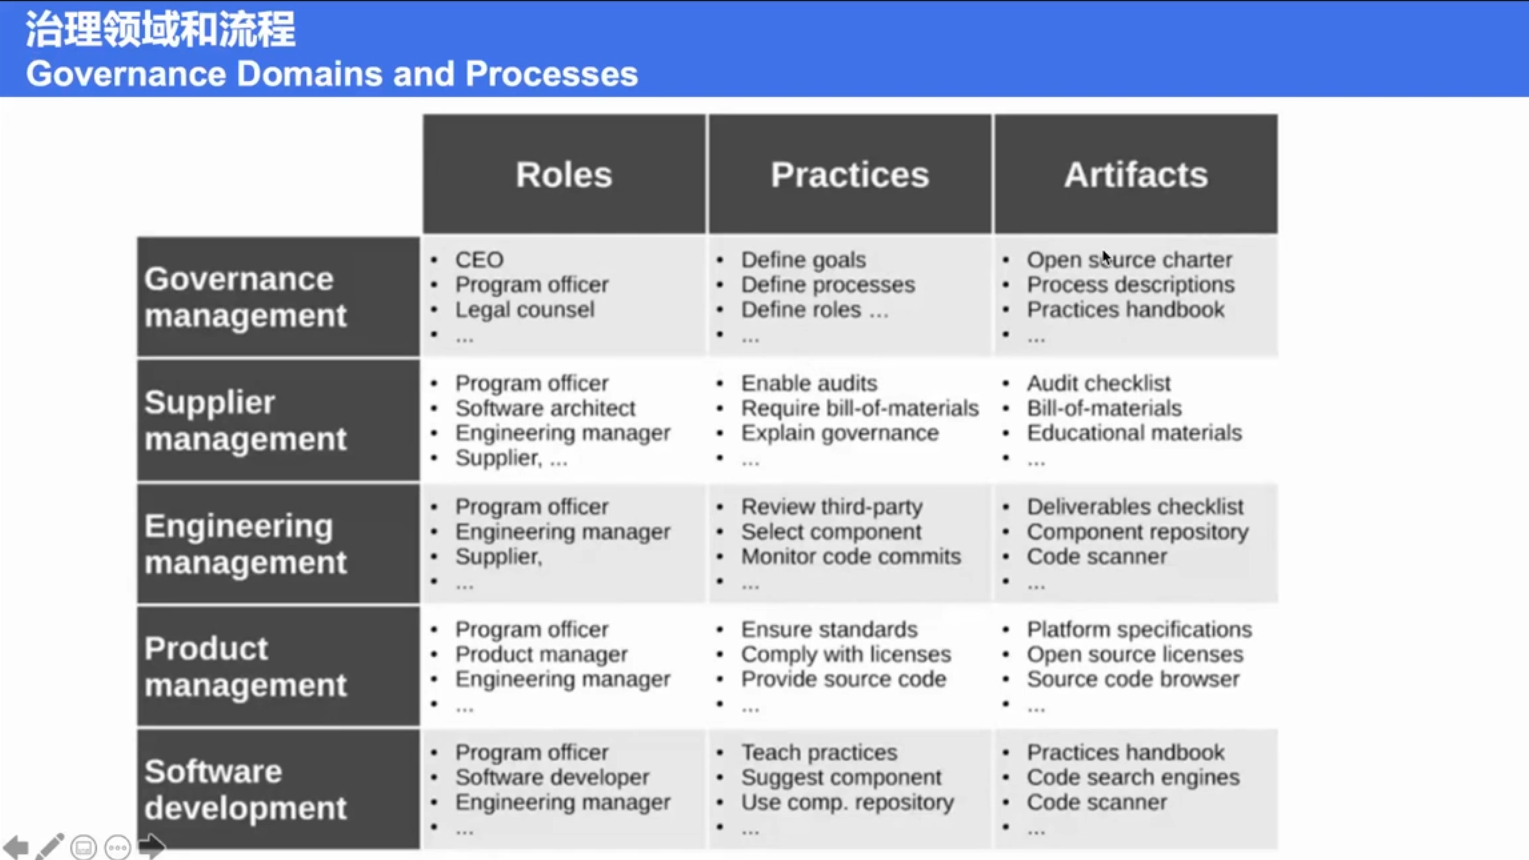 治理领域和流程
Governance Domains and Processes
Roles
Practices
Artifacts
Governance
management
• CEO
• Program officer
• Legal counsel
• ...
• Define goals
• Define processes
• Define roles ...
• ...
• Open source charter
• Process descriptions
• Practices handbook
• ...
Supplier
management
• Program officer
• Software architect
• Engineering manager
• Supplier, ...
• Enable audits
• Require bill-of-materials
• Explain governance
• ...
• Audit checklist
• Bill-of-materials
• Educational materials
• ...
Engineering
management
• Program officer
• Engineering manager
• Supplier,
• ...
• Review third-party
• Select component
• Monitor code commits
• ...
• Deliverables checklist
• Component repository
• Code scanner
• ...
Product
management
• Program officer
• Product manager
• Engineering manager
• ...
• Ensure standards
• Comply with licenses
• Provide source code
• ...
• Platform specifications
• Open source licenses
• Source code browser
• ...
Software
development
• Program officer
• Software developer
• Engineering manager
• ...
• Teach practices
• Suggest component
• Use comp. repository
• ...
• Practices handbook
• Code search engines
• Code scanner
• ...